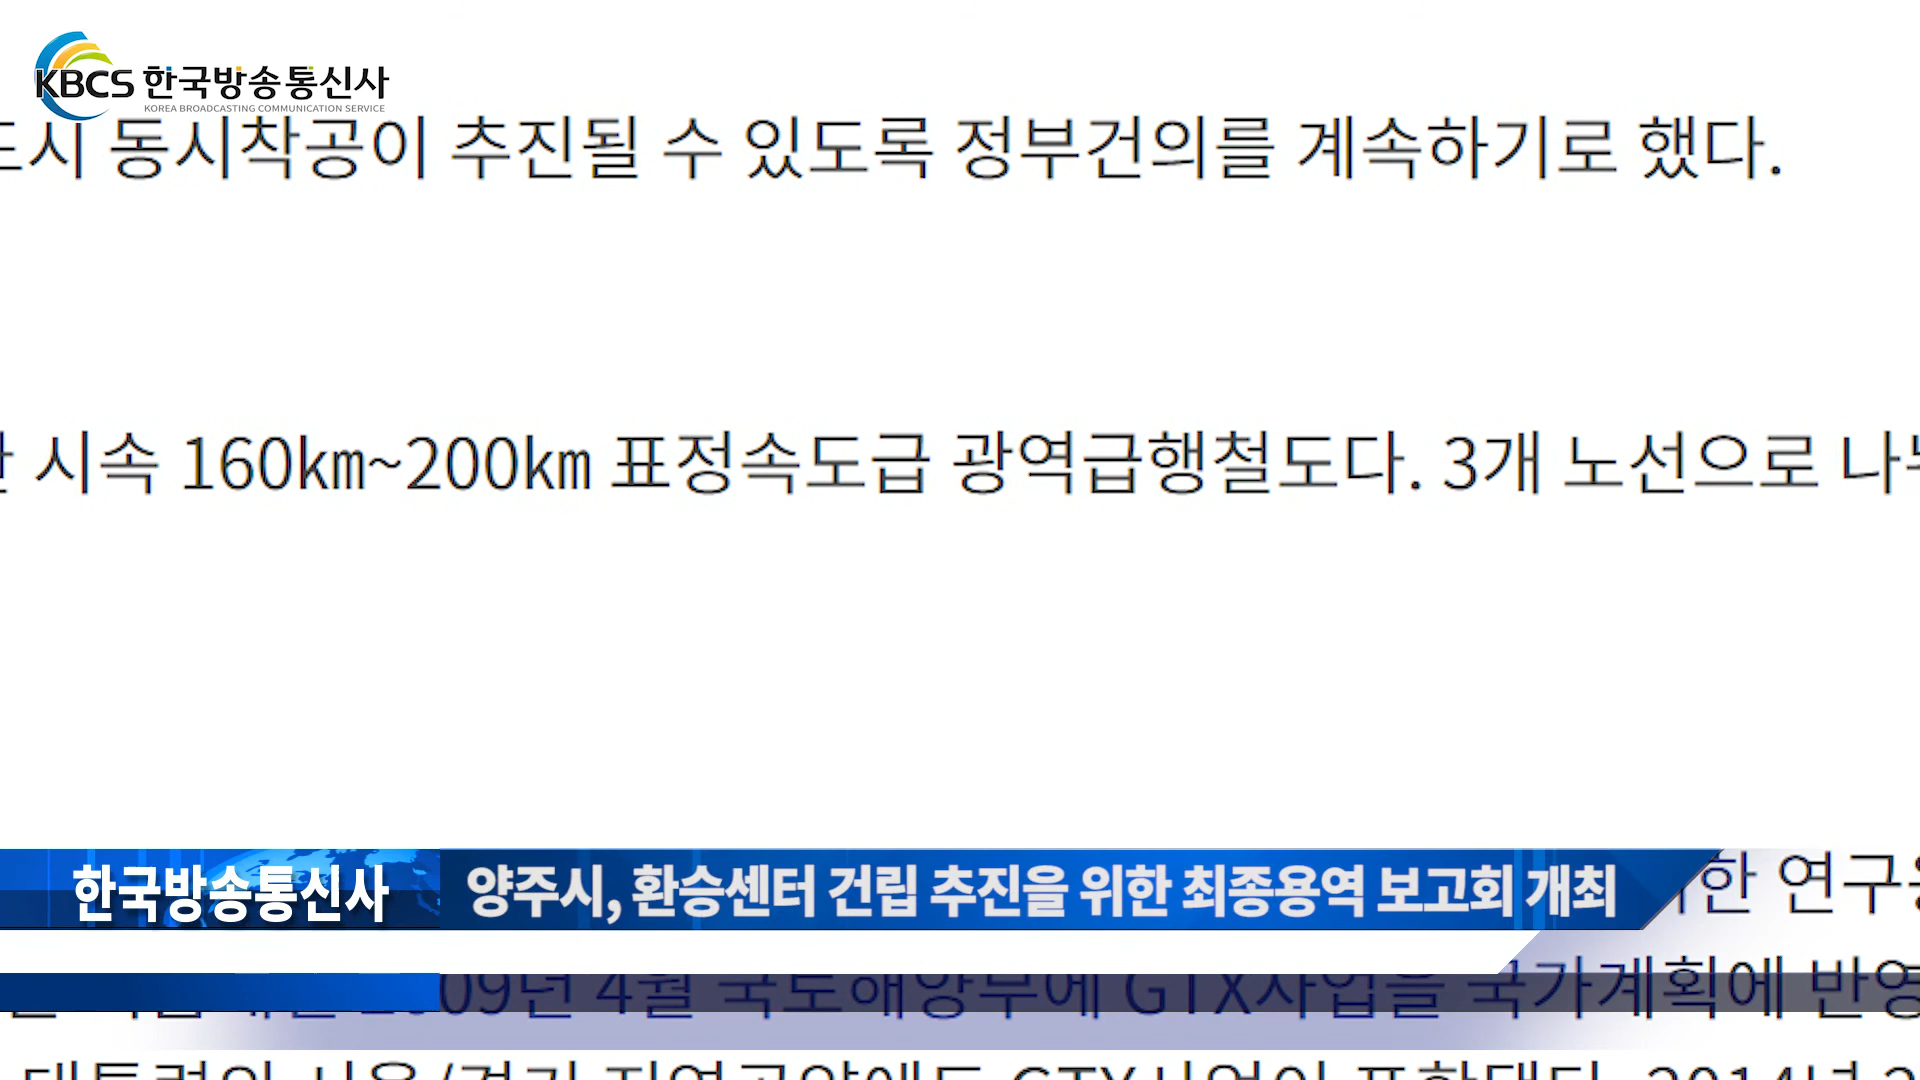 KBCS 한국방송통신사
KOREA BROADCASTING COMMUNICATION SERVICE
시 동시착공이 추진될 수 있도록 정부건의를 계속하기로 했다.
시속 160km~200km 표정속도급 광역급행철도다. 3개 노선으로
한국방송통신사
양주시, 환승센터 건립 추진을 위한 최종용역 보고회 개최
한 연구
09년 4월 국토해양부에 GTX사업을 국가계획에 반영